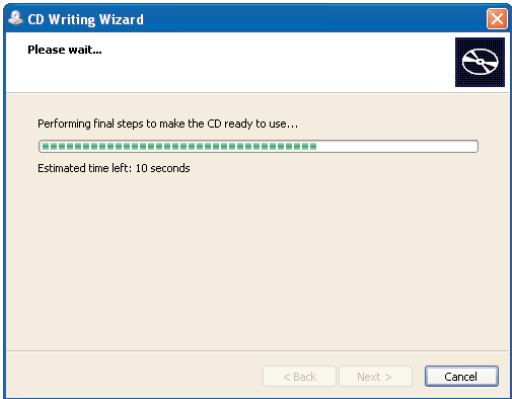 CD Writing Wizard
Please wait...
Performing final steps to make the CD ready to use...
Estimated time left: 10 seconds
< Back Next > Cancel